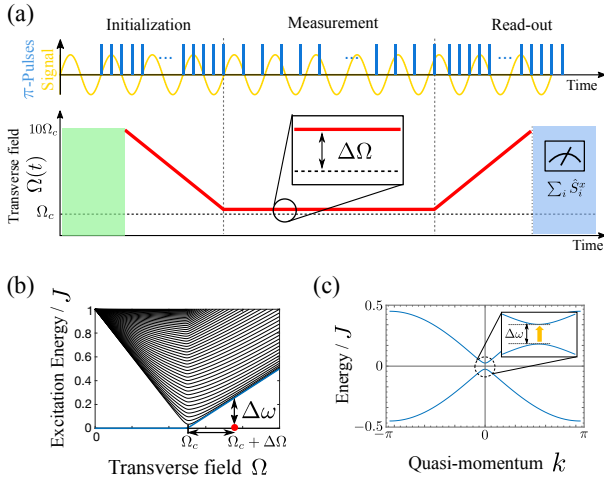 (a)
Initialization Measurement Read-out
π-Pulses
Signal
... ... ...
Time
Transverse field
Ω(t)
10Ω_c
Ω_c
ΔΩ
∑_i Ŝ_i^x
Time
(b)
Excitation Energy / J
1
0.5
0
0 Ω_c Ω_c + ΔΩ
Δω
Transverse field Ω
(c)
Energy / J
0.5
0
-0.5
Δω
−π 0 π
Quasi-momentum k